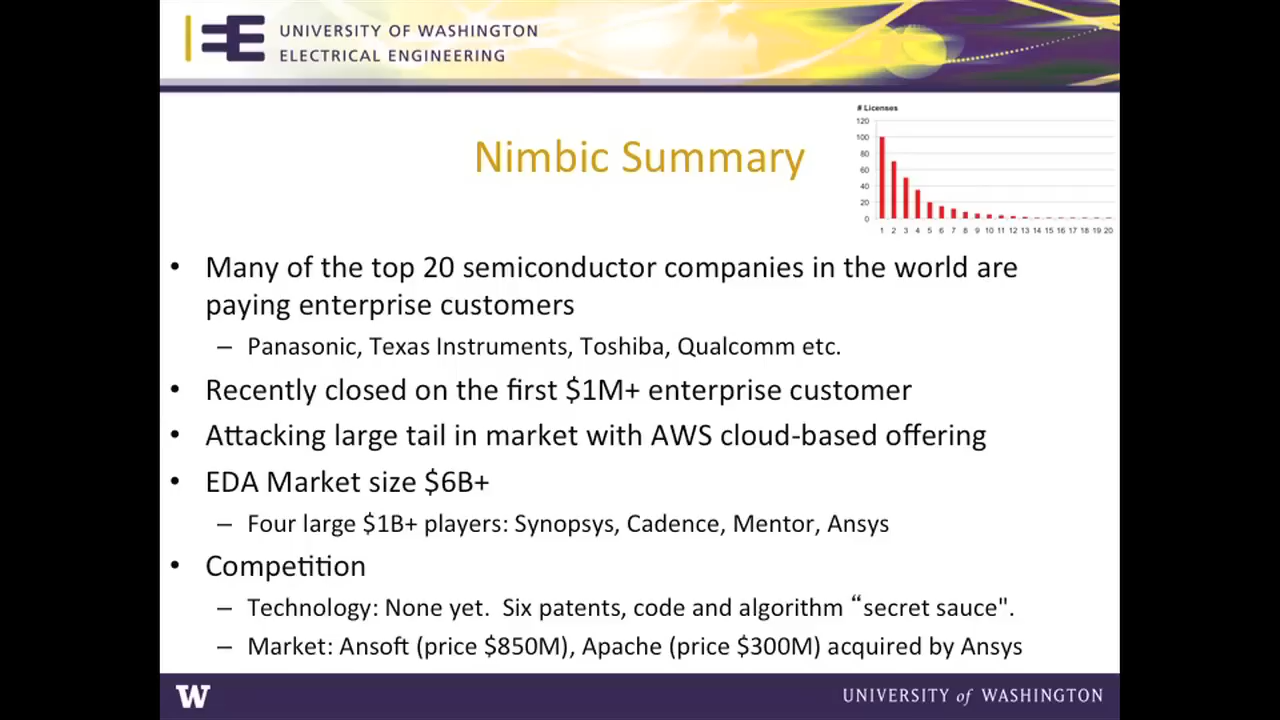 UNIVERSITY OF WASHINGTON
ELECTRICAL ENGINEERING
# Licenses
120
100
80
60
40
20
0
1 2 3 4 5 6 7 8 9 10 11 12 13 14 15 16 17 18 19 20
Nimbic Summary
• Many of the top 20 semiconductor companies in the world are
paying enterprise customers
– Panasonic, Texas Instruments, Toshiba, Qualcomm etc.
• Recently closed on the first $1M+ enterprise customer
• Attacking large tail in market with AWS cloud-based offering
• EDA Market size $6B+
– Four large $1B+ players: Synopsys, Cadence, Mentor, Ansys
• Competition
– Technology: None yet.  Six patents, code and algorithm “secret sauce".
– Market: Ansoft (price $850M), Apache (price $300M) acquired by Ansys
W
UNIVERSITY of WASHINGTON